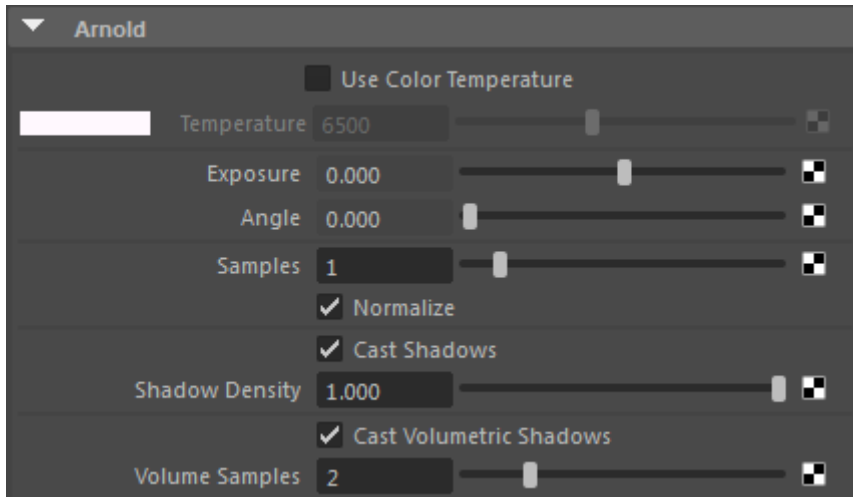 Arnold
Use Color Temperature
Temperature 6500
Exposure 0.000
Angle 0.000
Samples 1
Normalize
Cast Shadows
Shadow Density 1.000
Cast Volumetric Shadows
Volume Samples 2